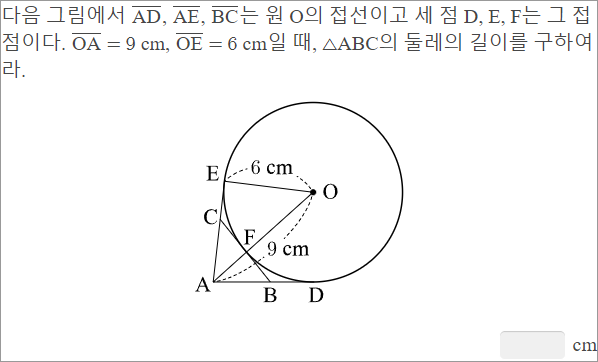 다음 그림에서 AD, AE, BC는 원 O의 접선이고 세 점 D, E, F는 그 접
점이다. OA = 9 cm, OE = 6 cm일 때, △ABC의 둘레의 길이를 구하여
라.
E
6 cm
O
C
F
9 cm
A
B
D
cm